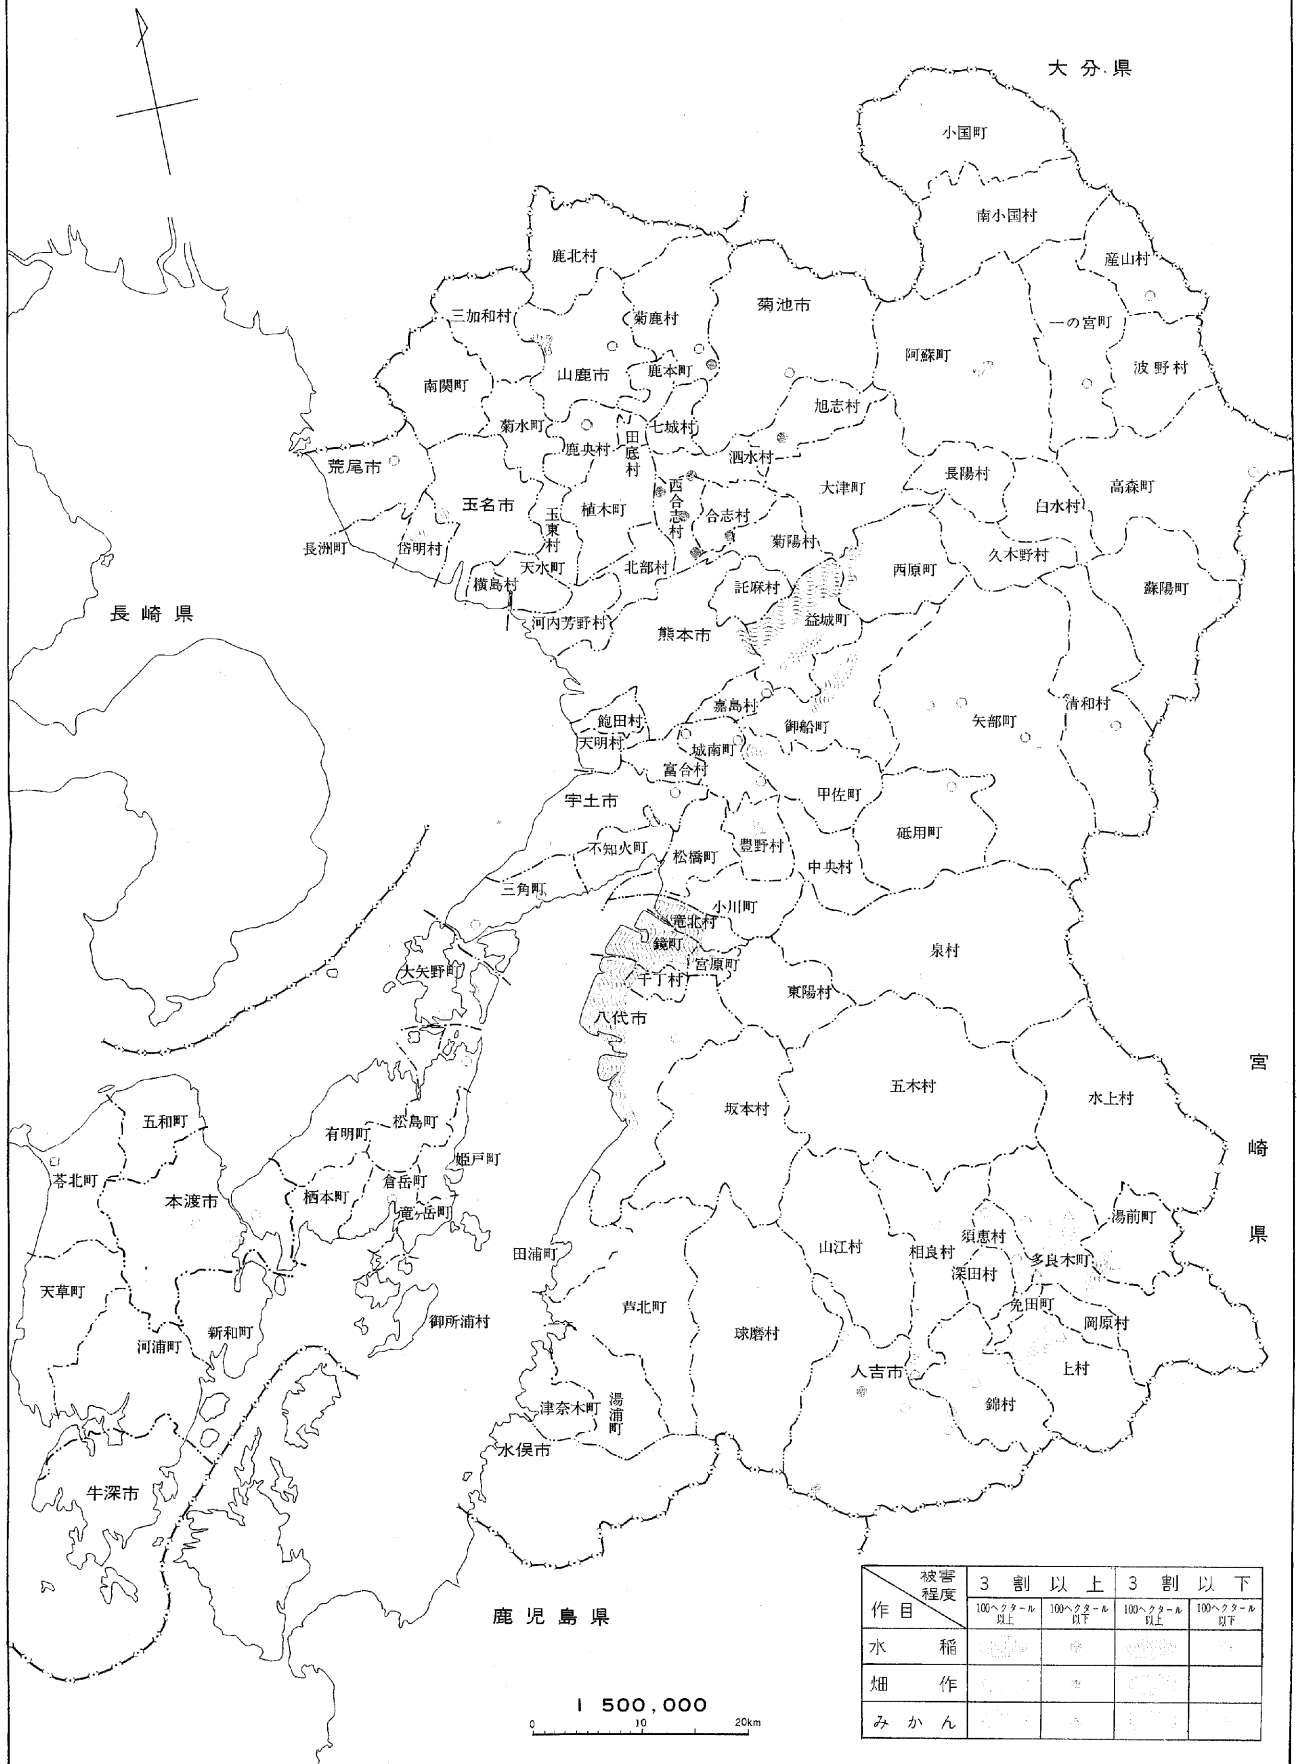 大分県
小国町
南小国村
産山村
鹿北村
菊池市
三加和村
菊鹿村
一の宮町
阿蘇町
波野村
山鹿市
鹿本町
南関町
旭志村
菊水町
七城村
田底村
鹿央村
泗水村
荒尾市
長陽村
高森町
大津町
西合志村
玉名市
植木町
合志村
白水村
玉東村
長洲町
岱明村
菊陽村
久木野村
天水町
北部村
西原町
横島村
託麻村
蘇陽町
長崎県
河内芳野村
益城町
熊本市
嘉島村
清和村
飽田村
御船町
矢部町
天明村
城南町
富合村
宇土市
甲佐町
砥用町
不知火町
松橋町
豊野村
中央村
三角町
小川町
竜北村
鏡町
泉村
宮原町
大矢野町
千丁村
東陽村
八代市
宮崎県
五木村
水上村
坂本村
五和町
有明町
松島町
姫戸町
苓北町
本渡市
栖本町
倉岳町
竜ヶ岳町
湯前町
須恵村
山江村
相良村
田浦町
多良木町
深田村
天草町
免田町
芦北町
御所浦村
岡原村
新和町
球磨村
河浦町
上村
人吉市
錦村
津奈木町
湯浦町
水俣市
牛深市
鹿児島県
被害程度
作目
3割以上
3割以下
100ヘクタール以上
100ヘクタール以下
100ヘクタール以上
100ヘクタール以下
水稲
畑作
みかん
1 500,000
0 10 20km